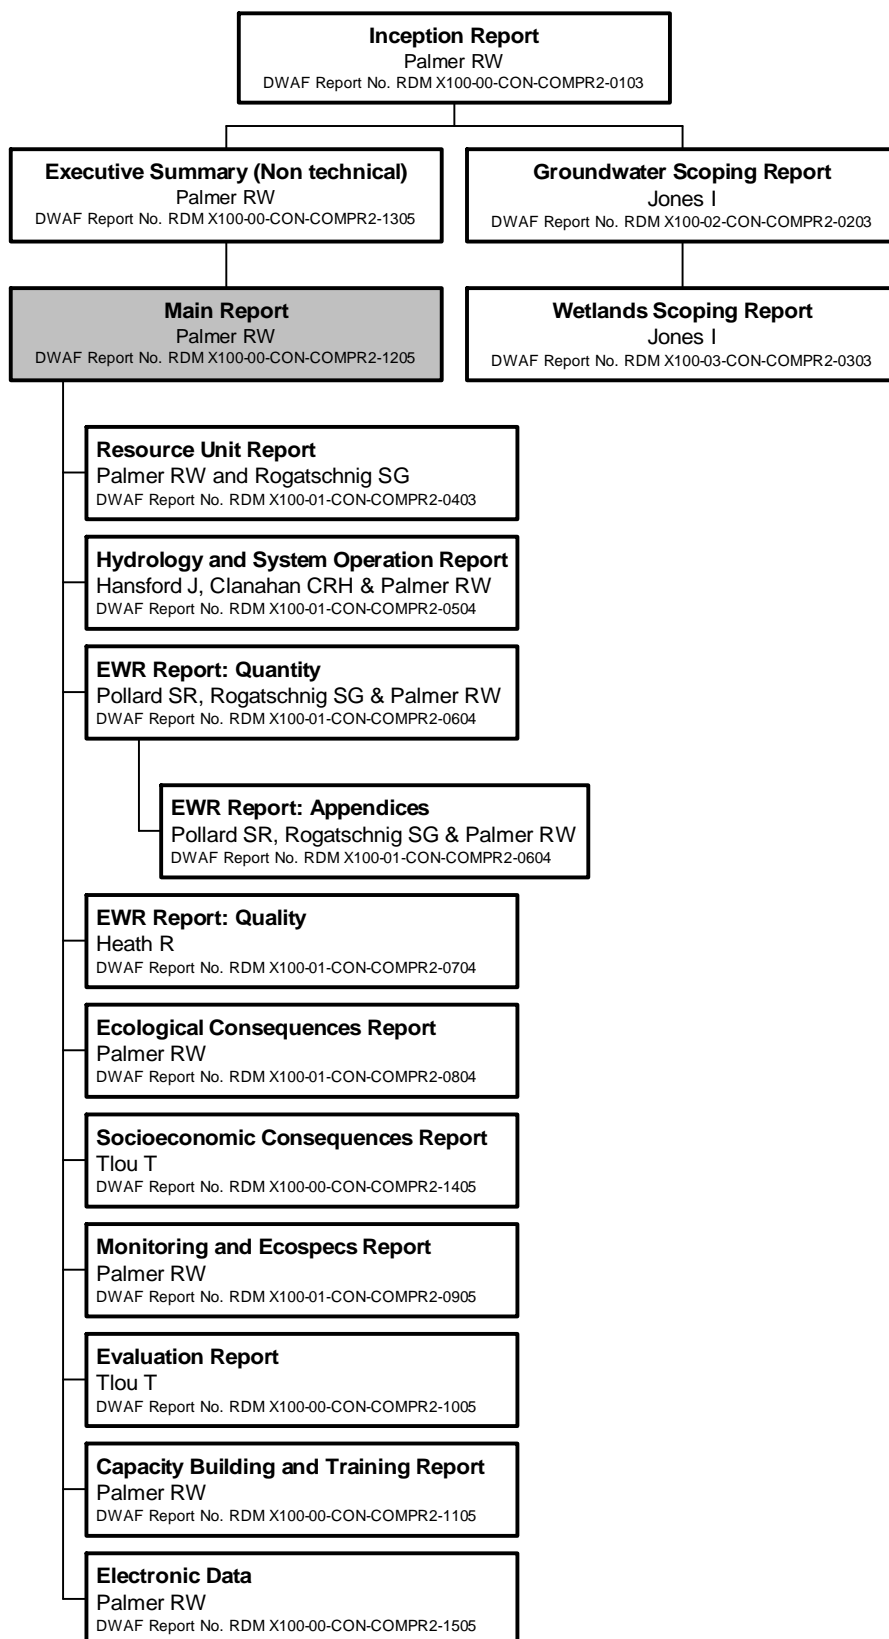 Inception Report
Palmer RW
DWAF Report No. RDM X100-00-CON-COMPR2-0103
Executive Summary (Non technical)
Palmer RW
DWAF Report No. RDM X100-00-CON-COMPR2-1305
Groundwater Scoping Report
Jones I
DWAF Report No. RDM X100-02-CON-COMPR2-0203
Main Report
Palmer RW
DWAF Report No. RDM X100-00-CON-COMPR2-1205
Wetlands Scoping Report
Jones I
DWAF Report No. RDM X100-03-CON-COMPR2-0303
Resource Unit Report
Palmer RW and Rogatschnig SG
DWAF Report No. RDM X100-01-CON-COMPR2-0403
Hydrology and System Operation Report
Hansford J, Clanahan CRH & Palmer RW
DWAF Report No. RDM X100-01-CON-COMPR2-0504
EWR Report: Quantity
Pollard SR, Rogatschnig SG & Palmer RW
DWAF Report No. RDM X100-01-CON-COMPR2-0604
EWR Report: Appendices
Pollard SR, Rogatschnig SG & Palmer RW
DWAF Report No. RDM X100-01-CON-COMPR2-0604
EWR Report: Quality
Heath R
DWAF Report No. RDM X100-01-CON-COMPR2-0704
Ecological Consequences Report
Palmer RW
DWAF Report No. RDM X100-01-CON-COMPR2-0804
Socioeconomic Consequences Report
Tlou T
DWAF Report No. RDM X100-00-CON-COMPR2-1405
Monitoring and Ecospecs Report
Palmer RW
DWAF Report No. RDM X100-01-CON-COMPR2-0905
Evaluation Report
Tlou T
DWAF Report No. RDM X100-00-CON-COMPR2-1005
Capacity Building and Training Report
Palmer RW
DWAF Report No. RDM X100-00-CON-COMPR2-1105
Electronic Data
Palmer RW
DWAF Report No. RDM X100-00-CON-COMPR2-1505